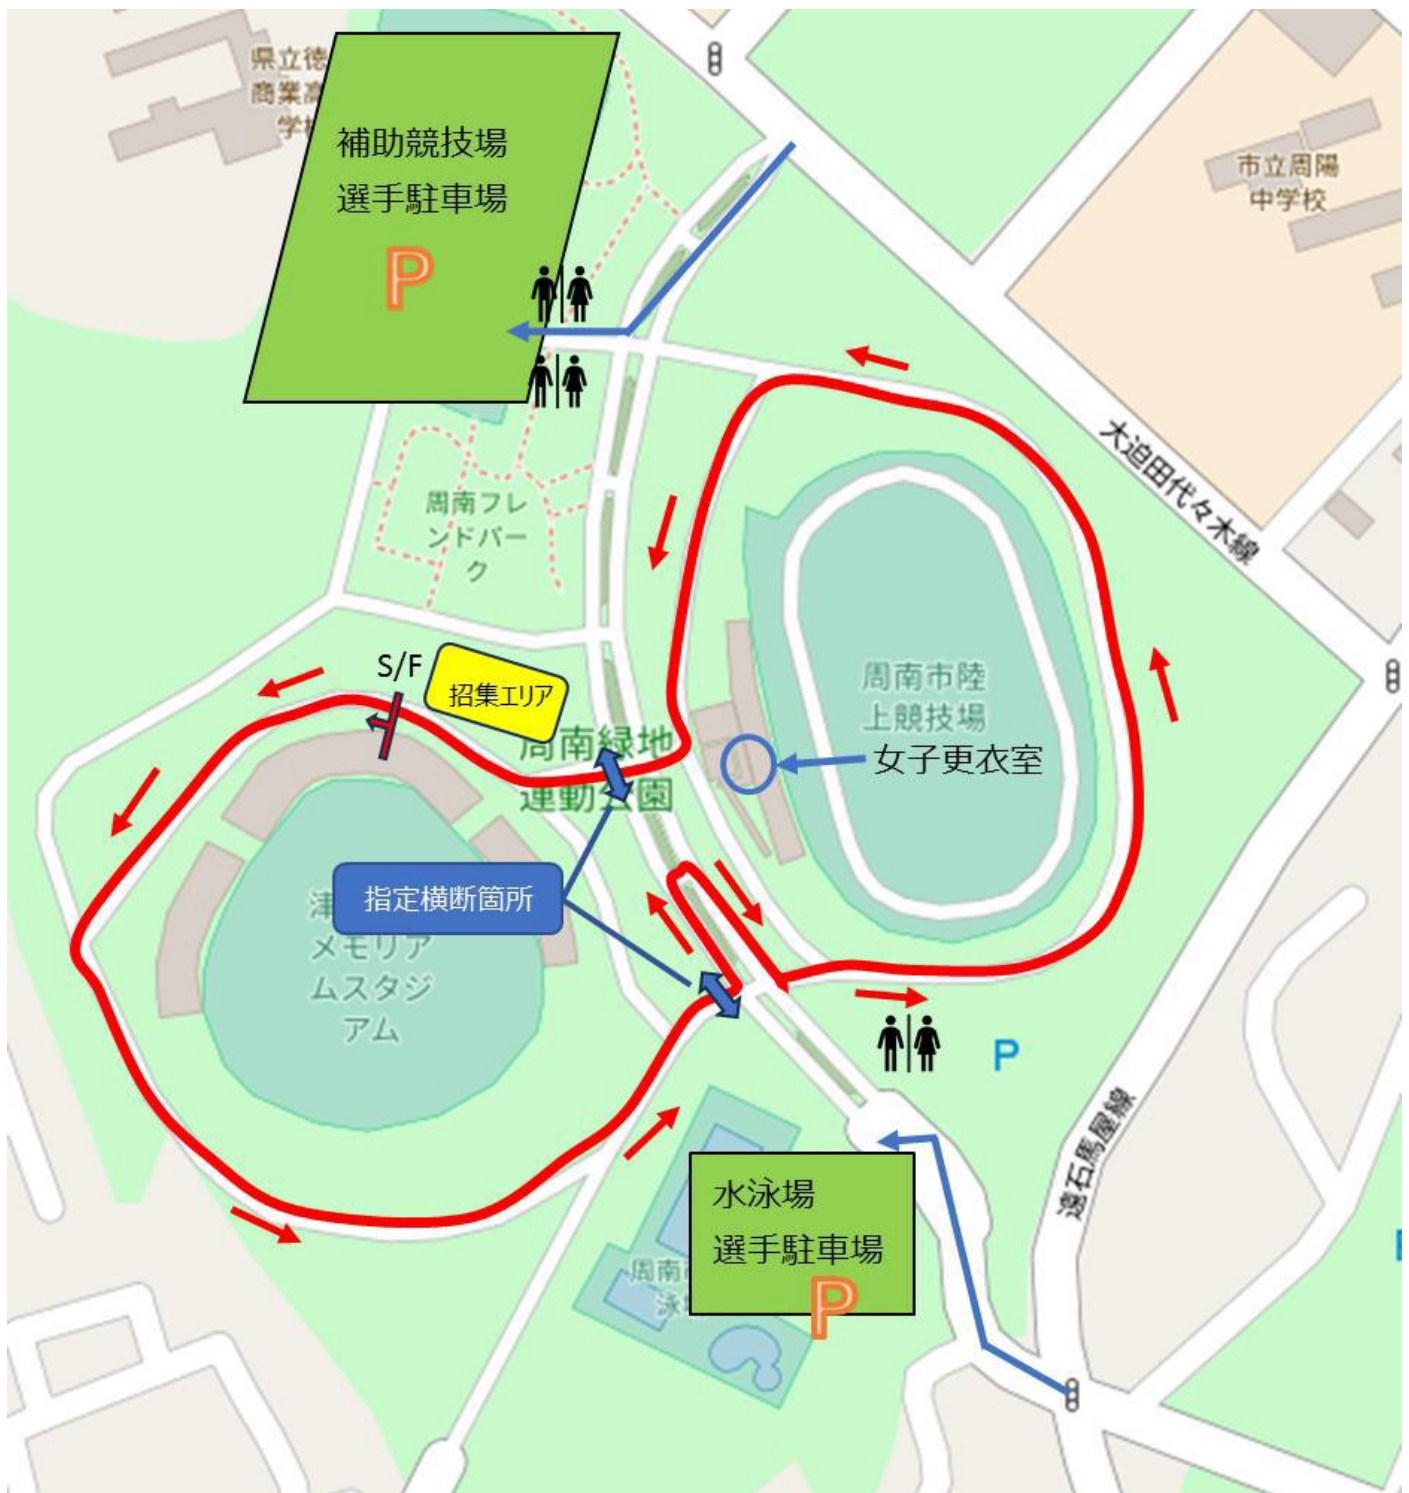 県立徳
商業高
学校
補助競技場
選手駐車場
P
市立周陽
中学校
大迫田代々木線
周南フレ
ンドパー
ク
S/F
招集エリア
周南緑地
運動公園
周南市陸
上競技場
女子更衣室
指定横断箇所
津
メモリア
ムスタジ
アム
P
遠石馬屋線
水泳場
選手駐車場
P
周南市
泳